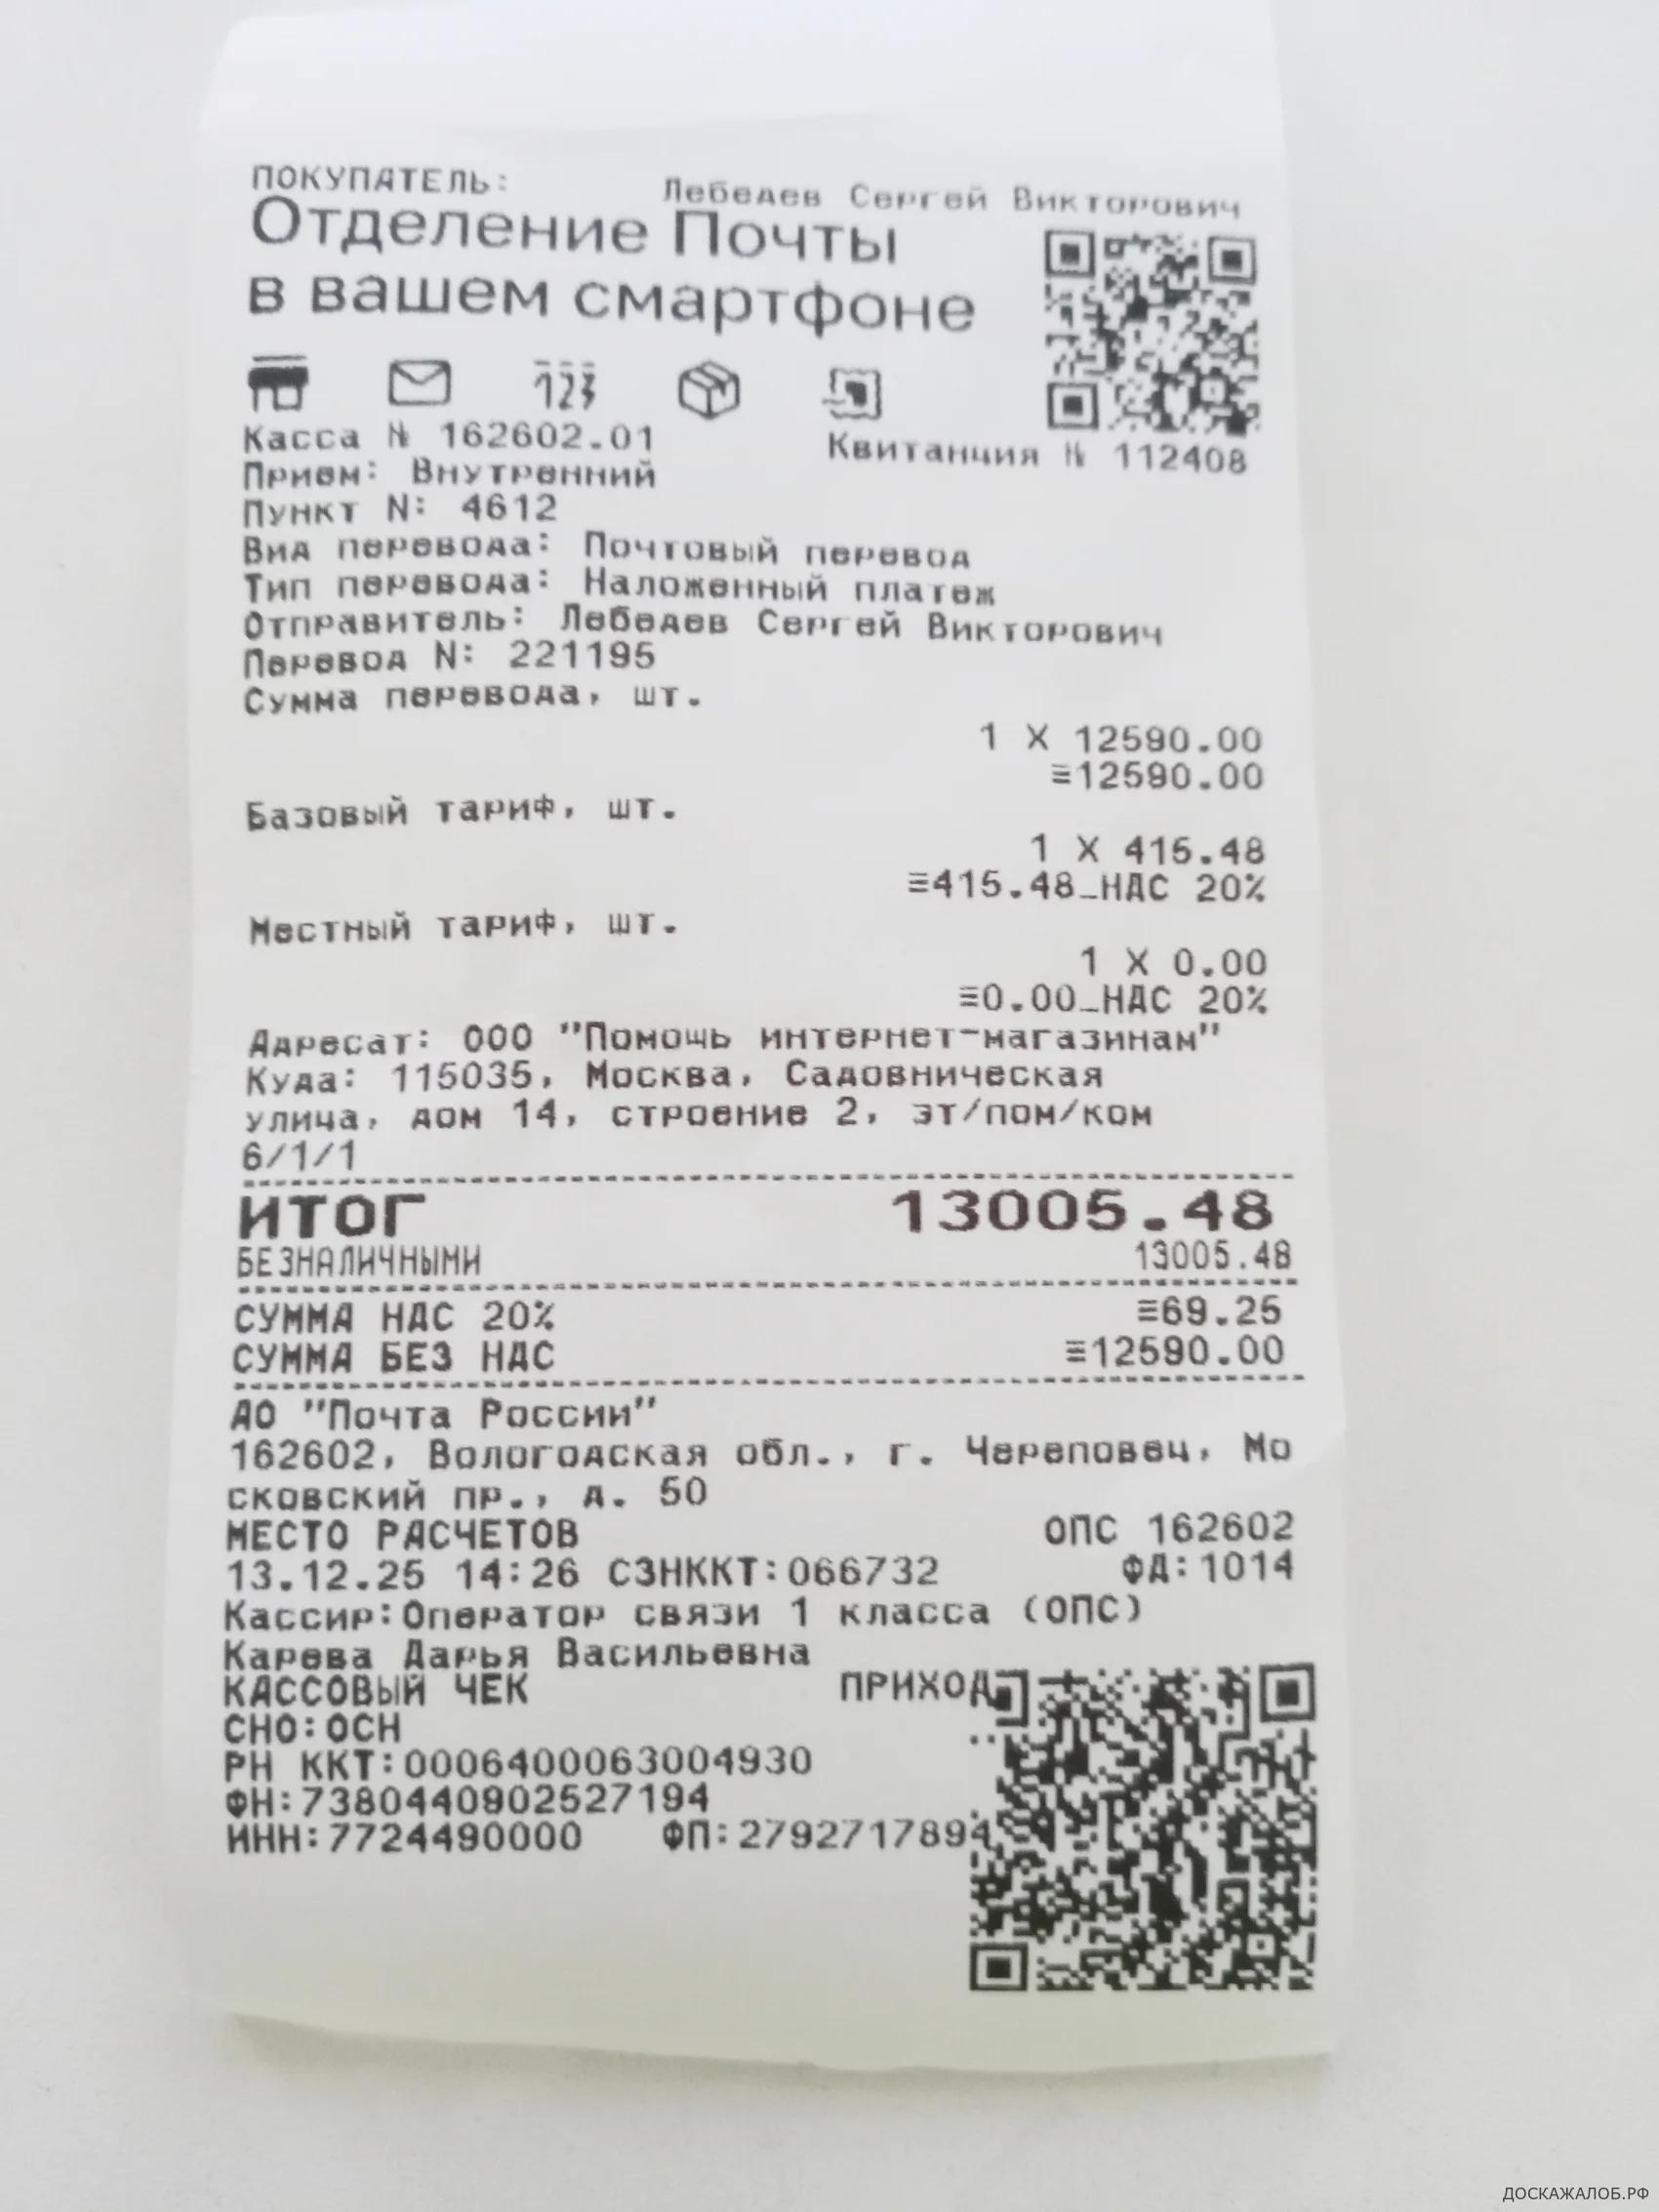 ПОКУПАТЕЛЬ: Лебедев Сергей Викторович
Отделение Почты
в вашем смартфоне
123
Касса № 162602.01 Квитанция № 112408
Прием: Внутренний
Пункт N: 4612
Вид перевода: Почтовый перевод
Тип перевода: Наложенный платеж
Отправитель: Лебедев Сергей Викторович
Перевод N: 221195
Сумма перевода, шт.
1 X 12590.00
≡12590.00
Базовый тариф, шт.
1 X 415.48
≡415.48_НДС 20%
Местный тариф, шт.
1 X 0.00
≡0.00_НДС 20%
Адресат: ООО "Помощь интернет-магазинам"
Куда: 115035, Москва, Садовническая
улица, дом 14, строение 2, эт/пом/ком
6/1/1
ИТОГ 13005.48
БЕЗНАЛИЧНЫМИ 13005.48
СУММА НДС 20% ≡69.25
СУММА БЕЗ НДС ≡12590.00
АО "Почта России"
162602, Вологодская обл., г. Череповец, Мо
сковский пр., д. 50
МЕСТО РАСЧЕТОВ ОПС 162602
13.12.25 14:26 СЗНККТ:066732 ФД:1014
Кассир:Оператор связи 1 класса (ОПС)
Карева Дарья Васильевна
КАССОВЫЙ ЧЕК ПРИХОД
СНО:ОСН
РН ККТ:0006400063004930
ФН:7380440902527194
ИНН:7724490000 ФП:2792717894
ДОСКАЖАЛОБ.РФ